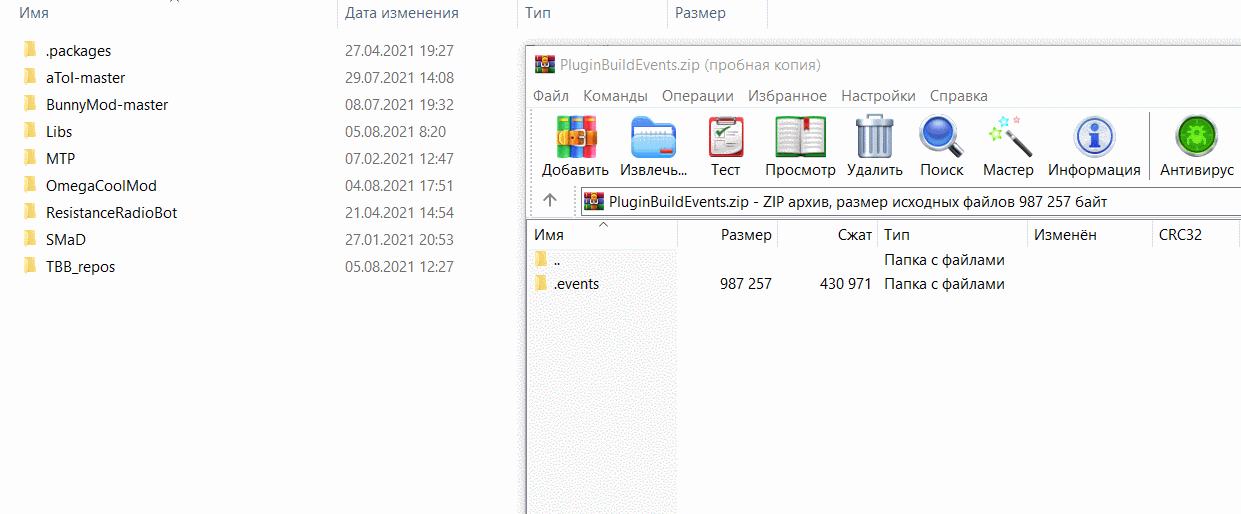 Имя Дата изменения Тип Размер
.packages 27.04.2021 19:27
aTol-master 29.07.2021 14:08
BunnyMod-master 08.07.2021 19:32
Libs 05.08.2021 8:20
MTP 07.02.2021 12:47
OmegaCoolMod 04.08.2021 17:51
ResistanceRadioBot 21.04.2021 14:54
SMaD 27.01.2021 20:53
TBB_repos 05.08.2021 12:27
PluginBuildEvents.zip (пробная копия)
Файл Команды Операции Избранное Настройки Справка
Добавить Извлечь... Тест Просмотр Удалить Поиск Мастер Информация Антивирус
PluginBuildEvents.zip - ZIP архив, размер исходных файлов 987 257 байт
Имя Размер Сжат Тип Изменён CRC32
.. Папка с файлами
.events 987 257 430 971 Папка с файлами